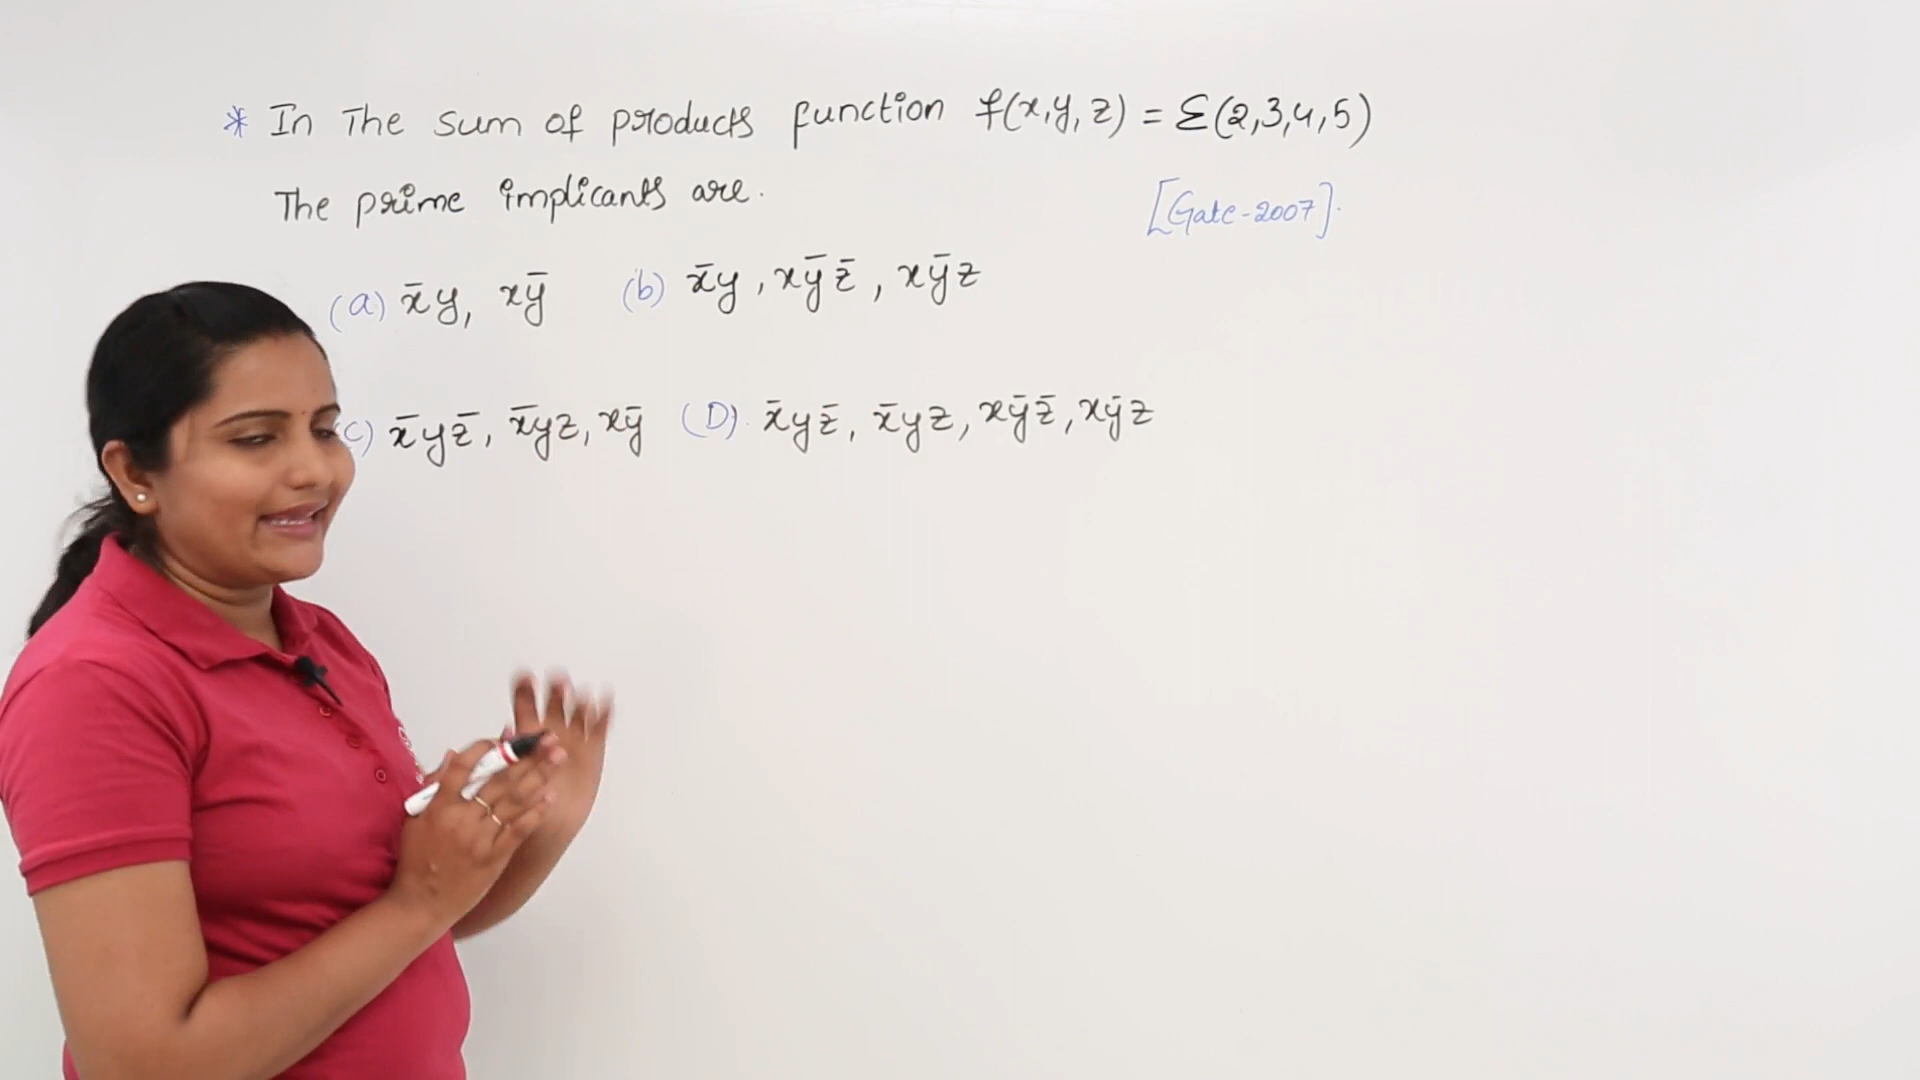 * In The sum of products function f(x,y,z) = Σ(2,3,4,5)
The prime implicants are.
[Gate-2007].
(a) x̄y, xȳ (b) x̄y, xȳz̄, xȳz
C) x̄yz̄, x̄yz, xȳ (D). x̄yz̄, x̄yz, xȳz̄, xȳz